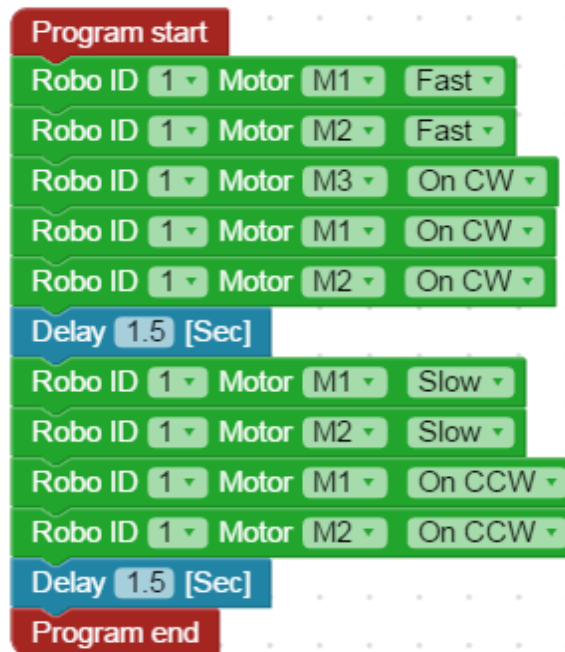 Program start
Robo ID 1 Motor M1 Fast
Robo ID 1 Motor M2 Fast
Robo ID 1 Motor M3 On CW
Robo ID 1 Motor M1 On CW
Robo ID 1 Motor M2 On CW
Delay 1.5 [Sec]
Robo ID 1 Motor M1 Slow
Robo ID 1 Motor M2 Slow
Robo ID 1 Motor M1 On CCW
Robo ID 1 Motor M2 On CCW
Delay 1.5 [Sec]
Program end